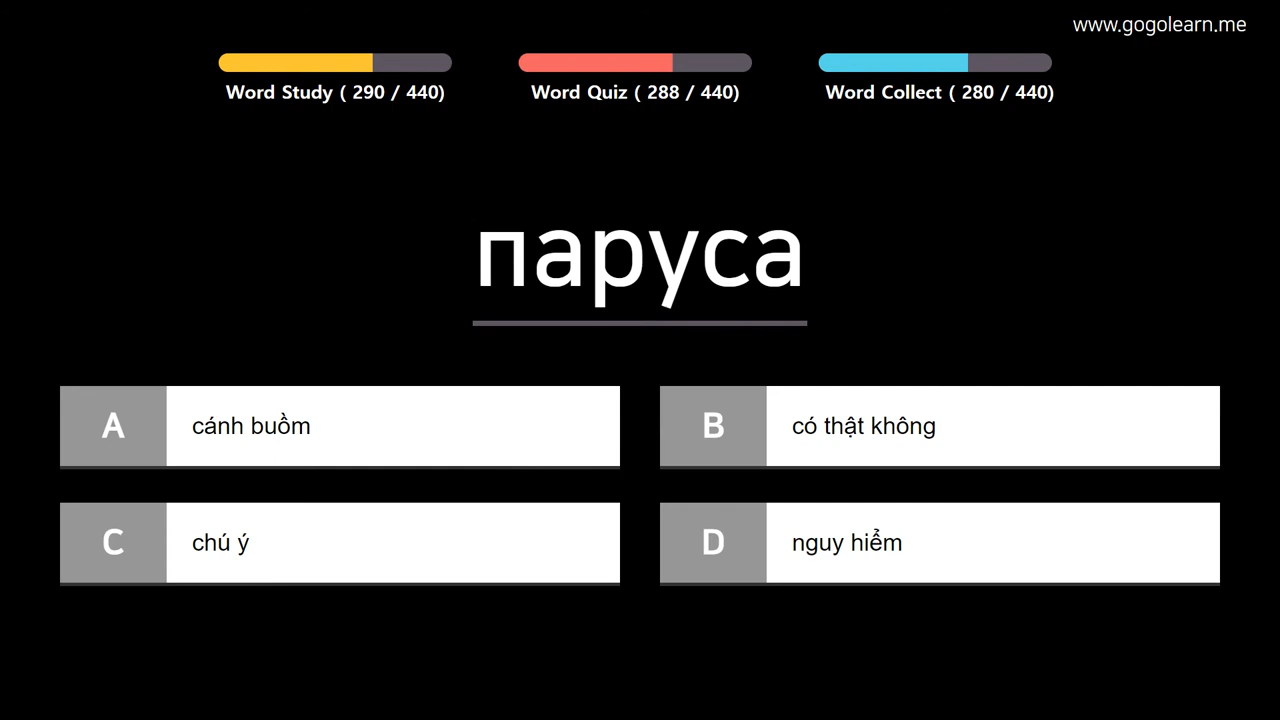 www.gogolearn.me
Word Study ( 290 / 440)
Word Quiz ( 288 / 440)
Word Collect ( 280 / 440)
паруса
A
cánh buồm
B
có thật không
C
chú ý
D
nguy hiểm